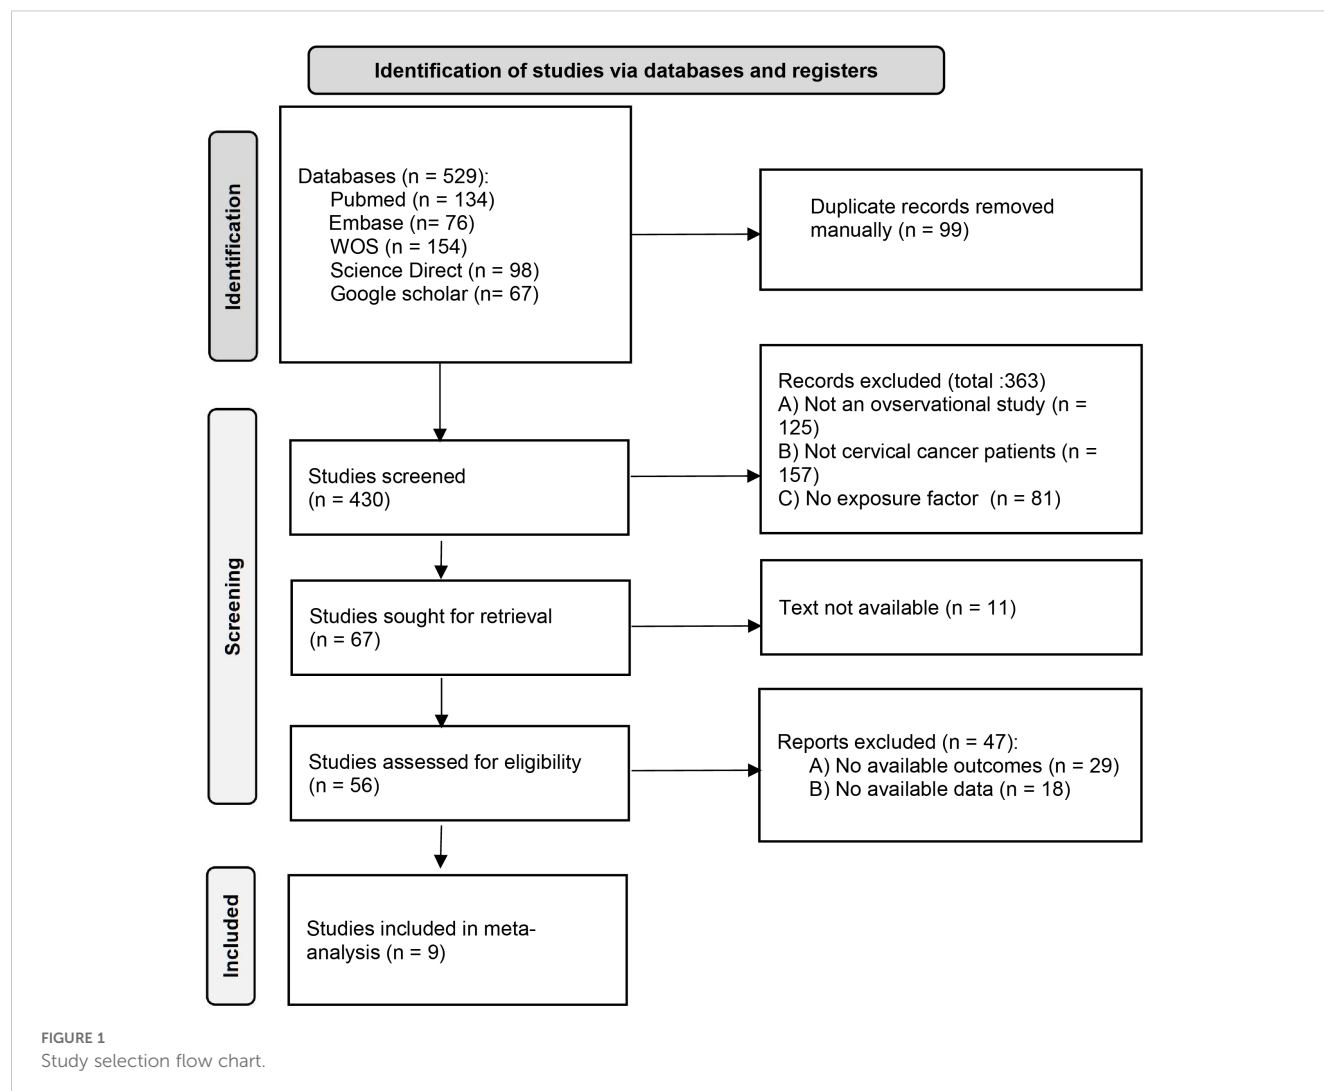 Identification of studies via databases and registers
Identification
Databases (n = 529):
Pubmed (n = 134)
Embase (n= 76)
WOS (n = 154)
Science Direct (n = 98)
Google scholar (n= 67)
Duplicate records removed
manually (n = 99)
Screening
Studies screened
(n = 430)
Records excluded (total :363)
A) Not an ovservational study (n =
125)
B) Not cervical cancer patients (n =
157)
C) No exposure factor  (n = 81)
Studies sought for retrieval
(n = 67)
Text not available (n = 11)
Studies assessed for eligibility
(n = 56)
Reports excluded (n = 47):
A) No available outcomes (n = 29)
B) No available data (n = 18)
Included
Studies included in meta-
analysis (n = 9)
FIGURE 1
Study selection flow chart.